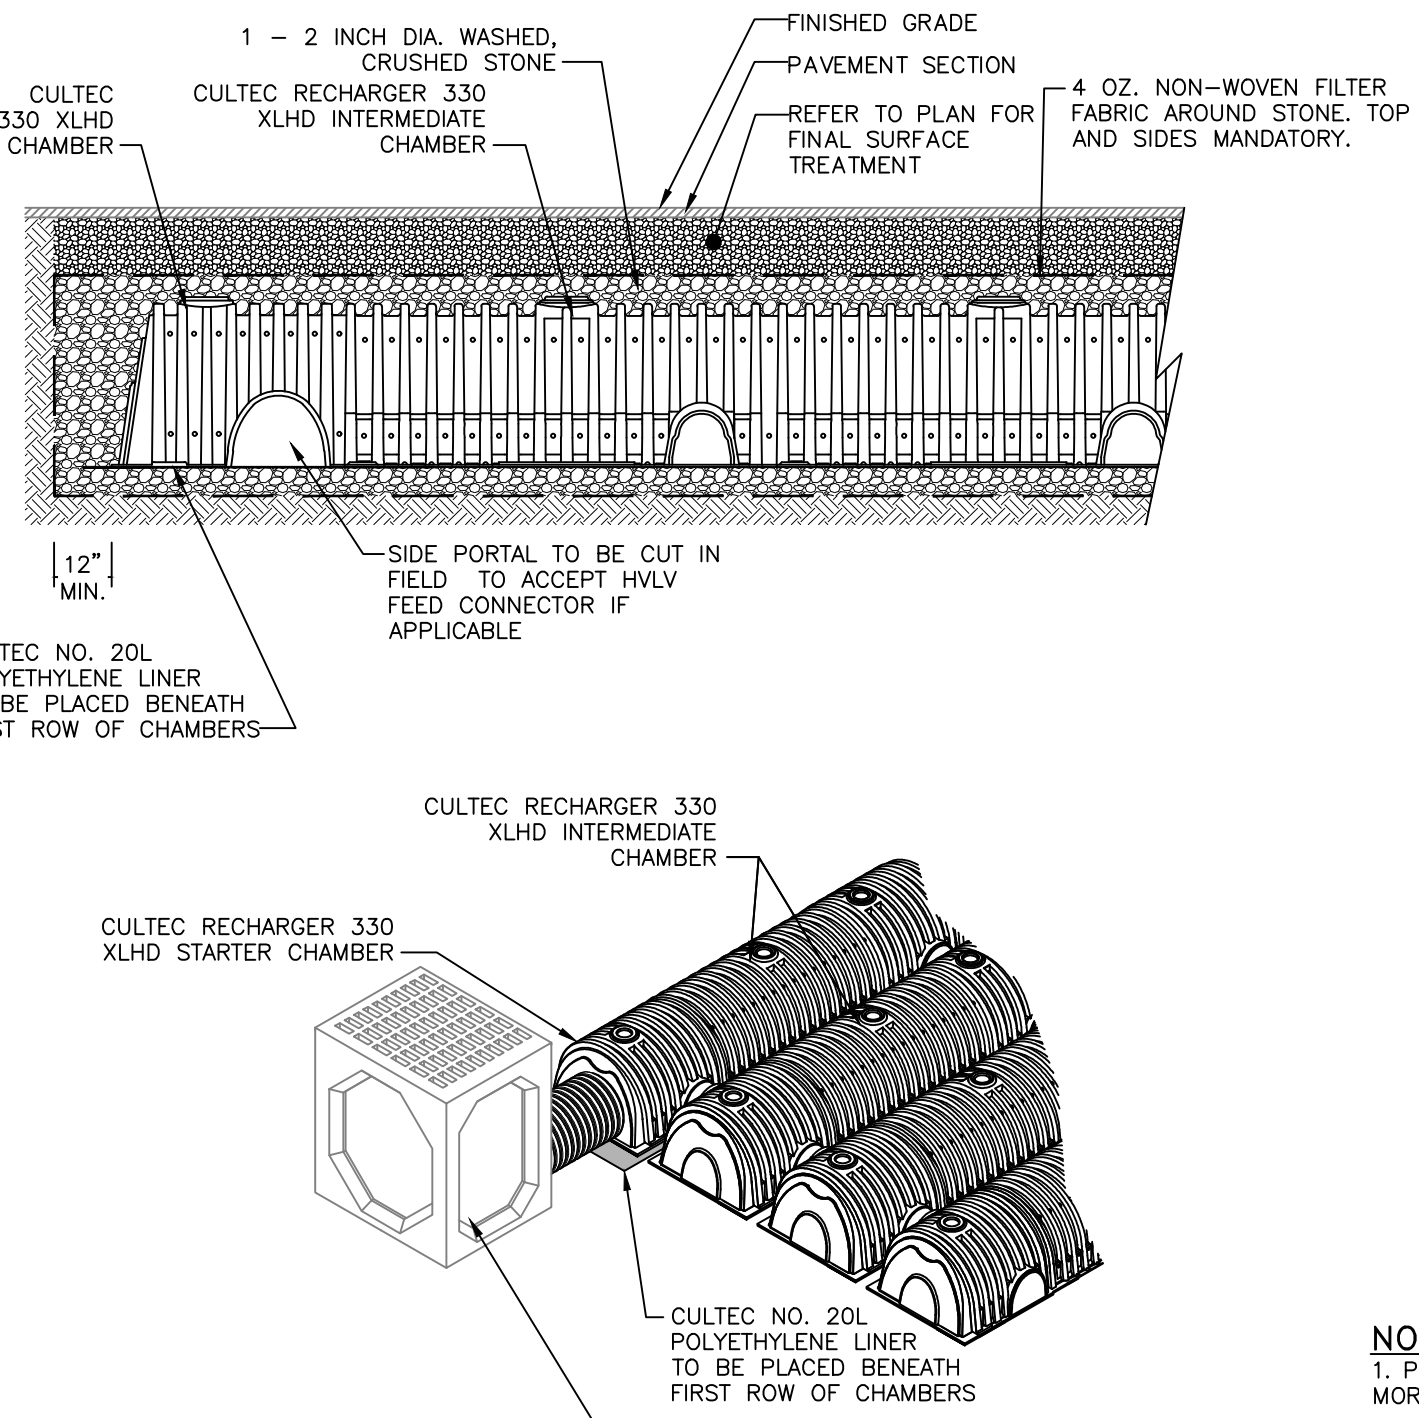 FINISHED GRADE
1 - 2 INCH DIA. WASHED,
CRUSHED STONE
PAVEMENT SECTION
CULTEC
330 XLHD
CHAMBER
CULTEC RECHARGER 330
XLHD INTERMEDIATE
CHAMBER
REFER TO PLAN FOR
FINAL SURFACE
TREATMENT
4 OZ. NON-WOVEN FILTER
FABRIC AROUND STONE. TOP
AND SIDES MANDATORY.
12"
MIN.
SIDE PORTAL TO BE CUT IN
FIELD TO ACCEPT HVLV
FEED CONNECTOR IF
APPLICABLE
TEC NO. 20L
YETHYLENE LINER
BE PLACED BENEATH
ST ROW OF CHAMBERS
CULTEC RECHARGER 330
XLHD INTERMEDIATE
CHAMBER
CULTEC RECHARGER 330
XLHD STARTER CHAMBER
CULTEC NO. 20L
POLYETHYLENE LINER
TO BE PLACED BENEATH
FIRST ROW OF CHAMBERS
NO
1. P
MOR